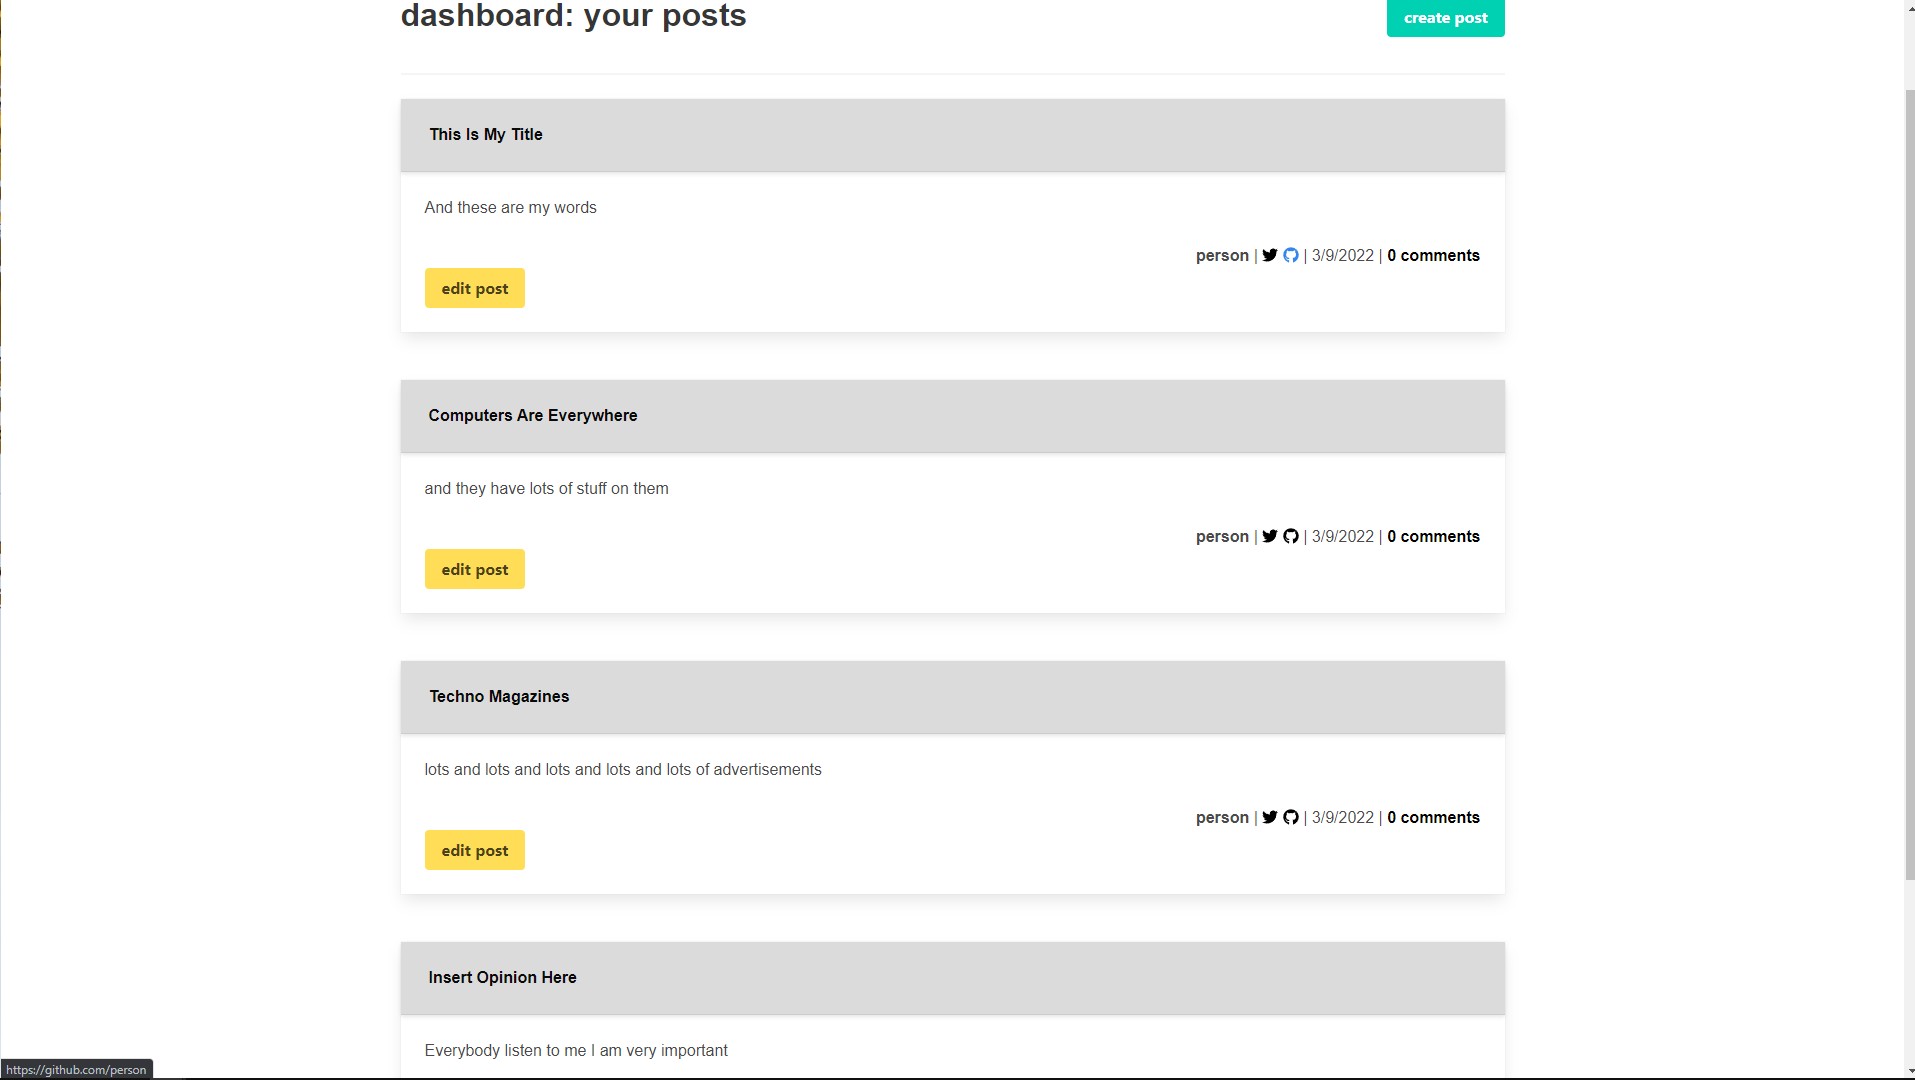 dashboard: your posts
create post
This Is My Title
And these are my words
person | | 3/9/2022 | 0 comments
edit post
Computers Are Everywhere
and they have lots of stuff on them
person | | 3/9/2022 | 0 comments
edit post
Techno Magazines
lots and lots and lots and lots and lots of advertisements
person | | 3/9/2022 | 0 comments
edit post
Insert Opinion Here
Everybody listen to me I am very important
https://github.com/person